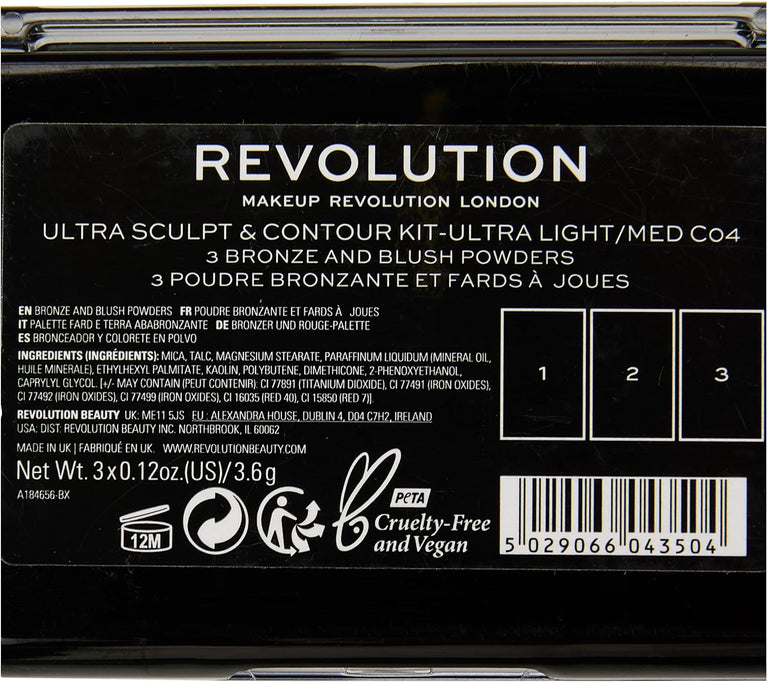 REVOLUTION
MAKEUP REVOLUTION LONDON
ULTRA SCULPT & CONTOUR KIT-ULTRA LIGHT/MED C04
3 BRONZE AND BLUSH POWDERS
3 POUDRE BRONZANTE ET FARDS À JOUES
EN BRONZE AND BLUSH POWDERS FR POUDRE BRONZANTE ET FARDS À JOUES
IT PALETTE FARD E TERRA ABABRONZANTE DE BRONZER UND ROUGE-PALETTE
ES BRONCEADOR Y COLORETE EN POLVO
INGREDIENTS (INGRÉDIENTS): MICA, TALC, MAGNESIUM STEARATE, PARAFFINUM LIQUIDUM (MINERAL OIL,
HUILE MINERALE), ETHYLHEXYL PALMITATE, KAOLIN, POLYBUTENE, DIMETHICONE, 2-PHENOXYETHANOL,
CAPRYLYL GLYCOL. [+/- MAY CONTAIN (PEUT CONTENIR): CI 77891 (TITANIUM DIOXIDE), CI 77491 (IRON OXIDES),
CI 77492 (IRON OXIDES), CI 77499 (IRON OXIDES), CI 16035 (RED 40), CI 15850 (RED 7)].
REVOLUTION BEAUTY UK: ME11 5JS EU: ALEXANDRA HOUSE, DUBLIN 4, D04 C7H2, IRELAND
USA: DIST: REVOLUTION BEAUTY INC. NORTHBROOK, IL 60062
MADE IN UK | FABRIQUÉ EN UK. WWW.REVOLUTIONBEAUTY.COM
Net Wt. 3x0.12oz.(US)/3.6g
A184656-BX
1 2 3
12M
PETA
Cruelty-Free
and Vegan
5 029066 043504